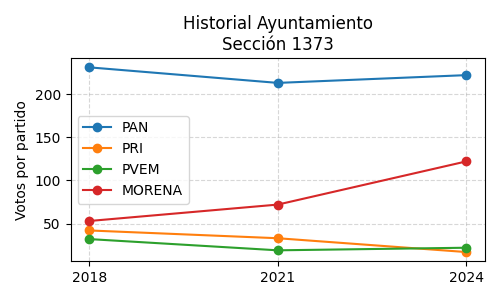 Historial Ayuntamiento
Sección 1373
Votos por partido
200
150
100
50
PAN
PRI
PVEM
MORENA
2018
2021
2024